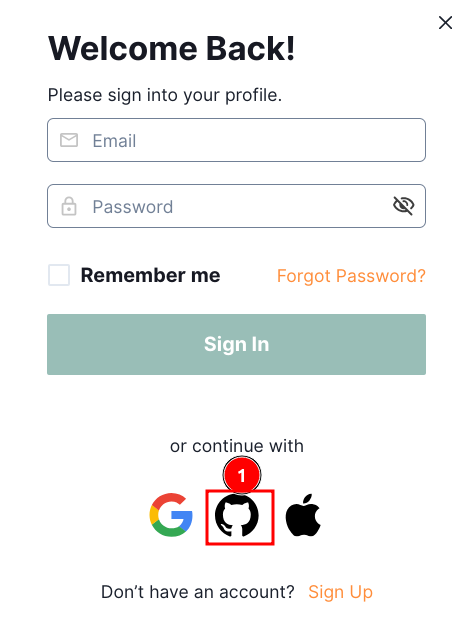 Welcome Back!
Please sign into your profile.
Email
Password
Remember me
Forgot Password?
Sign In
or continue with
1
Don’t have an account? Sign Up